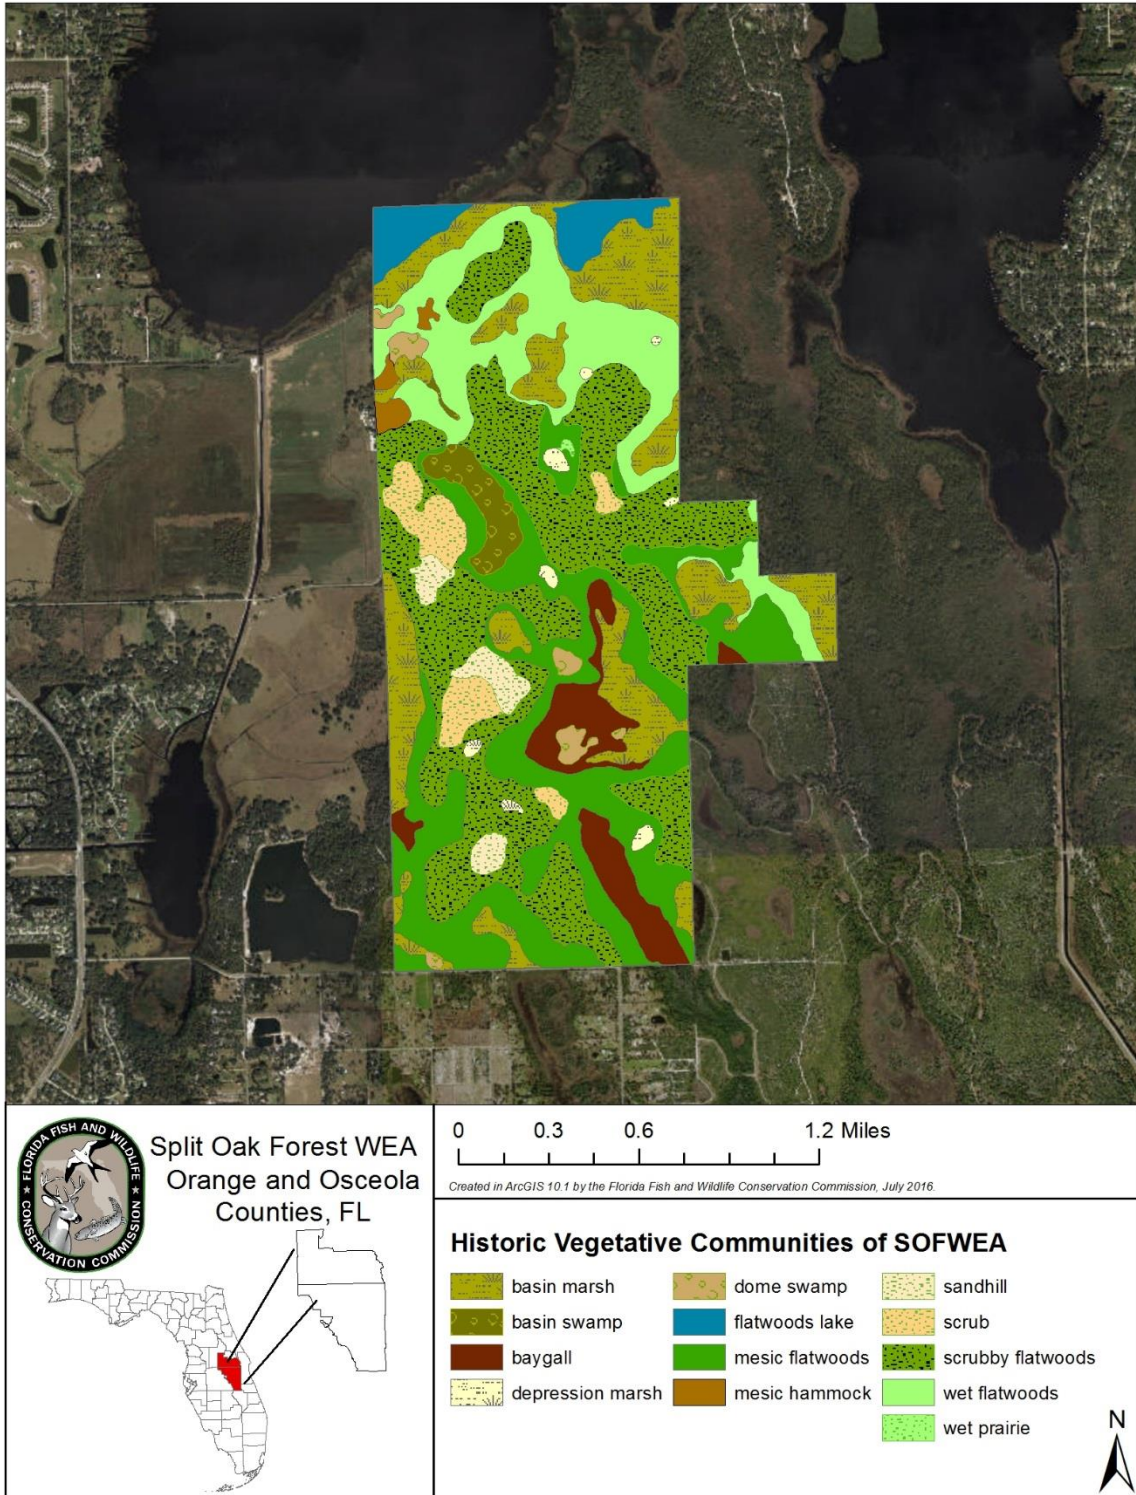 FLORIDA FISH AND WILDLIFE
CONSERVATION COMMISSION
Split Oak Forest WEA
Orange and Osceola
Counties, FL
0 0.3 0.6 1.2 Miles
Created in ArcGIS 10.1 by the Florida Fish and Wildlife Conservation Commission, July 2016.
Historic Vegetative Communities of SOFWEA
basin marsh dome swamp sandhill
basin swamp flatwoods lake scrub
baygall mesic flatwoods scrubby flatwoods
depression marsh mesic hammock wet flatwoods
wet prairie
N